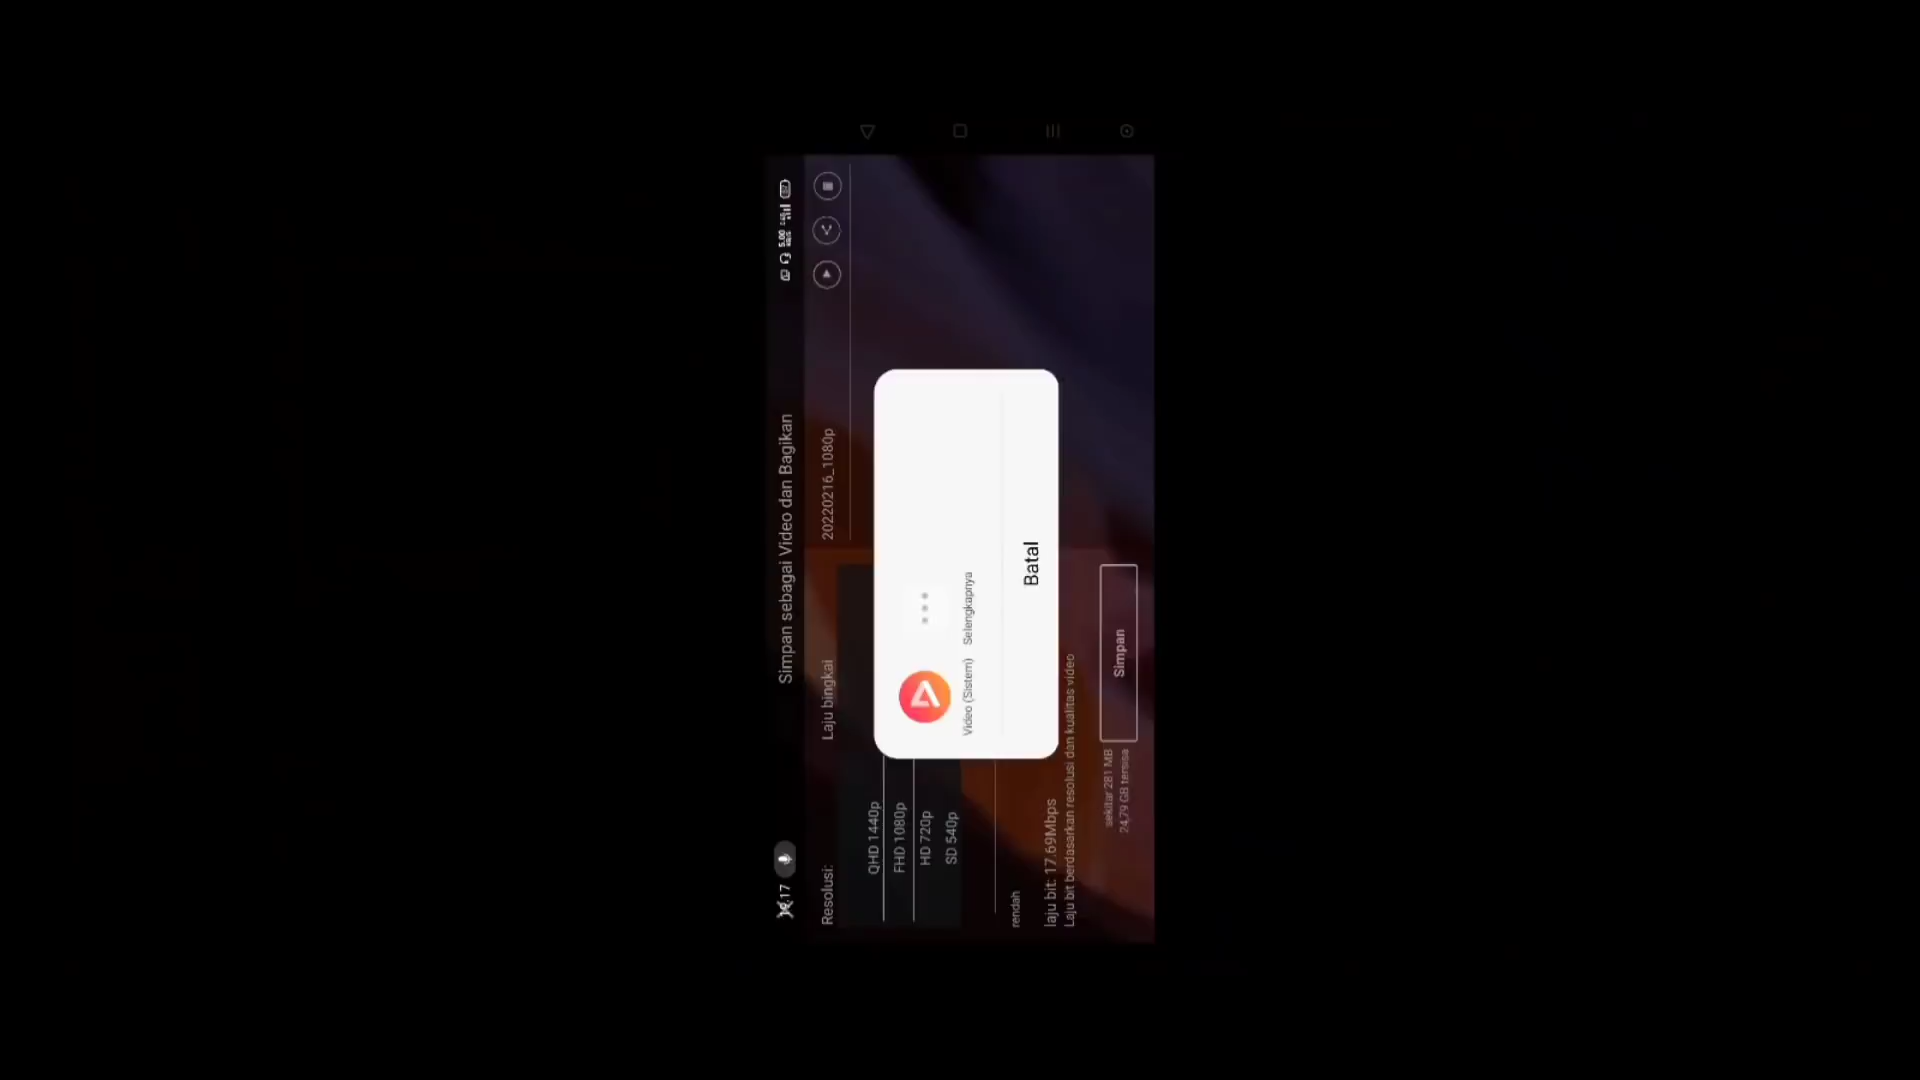 Simpan sebagai Video dan Bagikan
5.00
Resolusi:
Laju bingkai
20220216_1080p
QHD 1440p
FHD 1080p
HD 720p
SD 540p
Video (Sistem)
Selengkapnya
Batal
rendah
laju bit: 17.69Mbps
Laju bit berdasarkan resolusi dan kualitas video
sekitar 281 MB
24,79 GB tersisa
Simpan